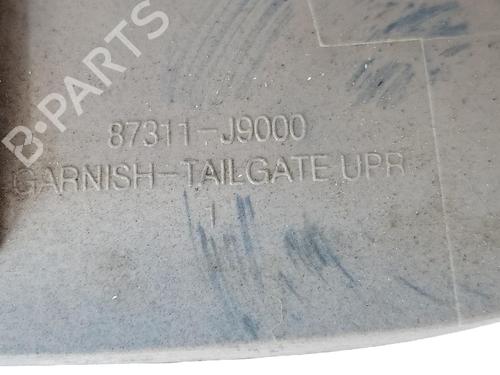 B-PARTS
87311-J9000
GARNISH-TAILGATE UPR